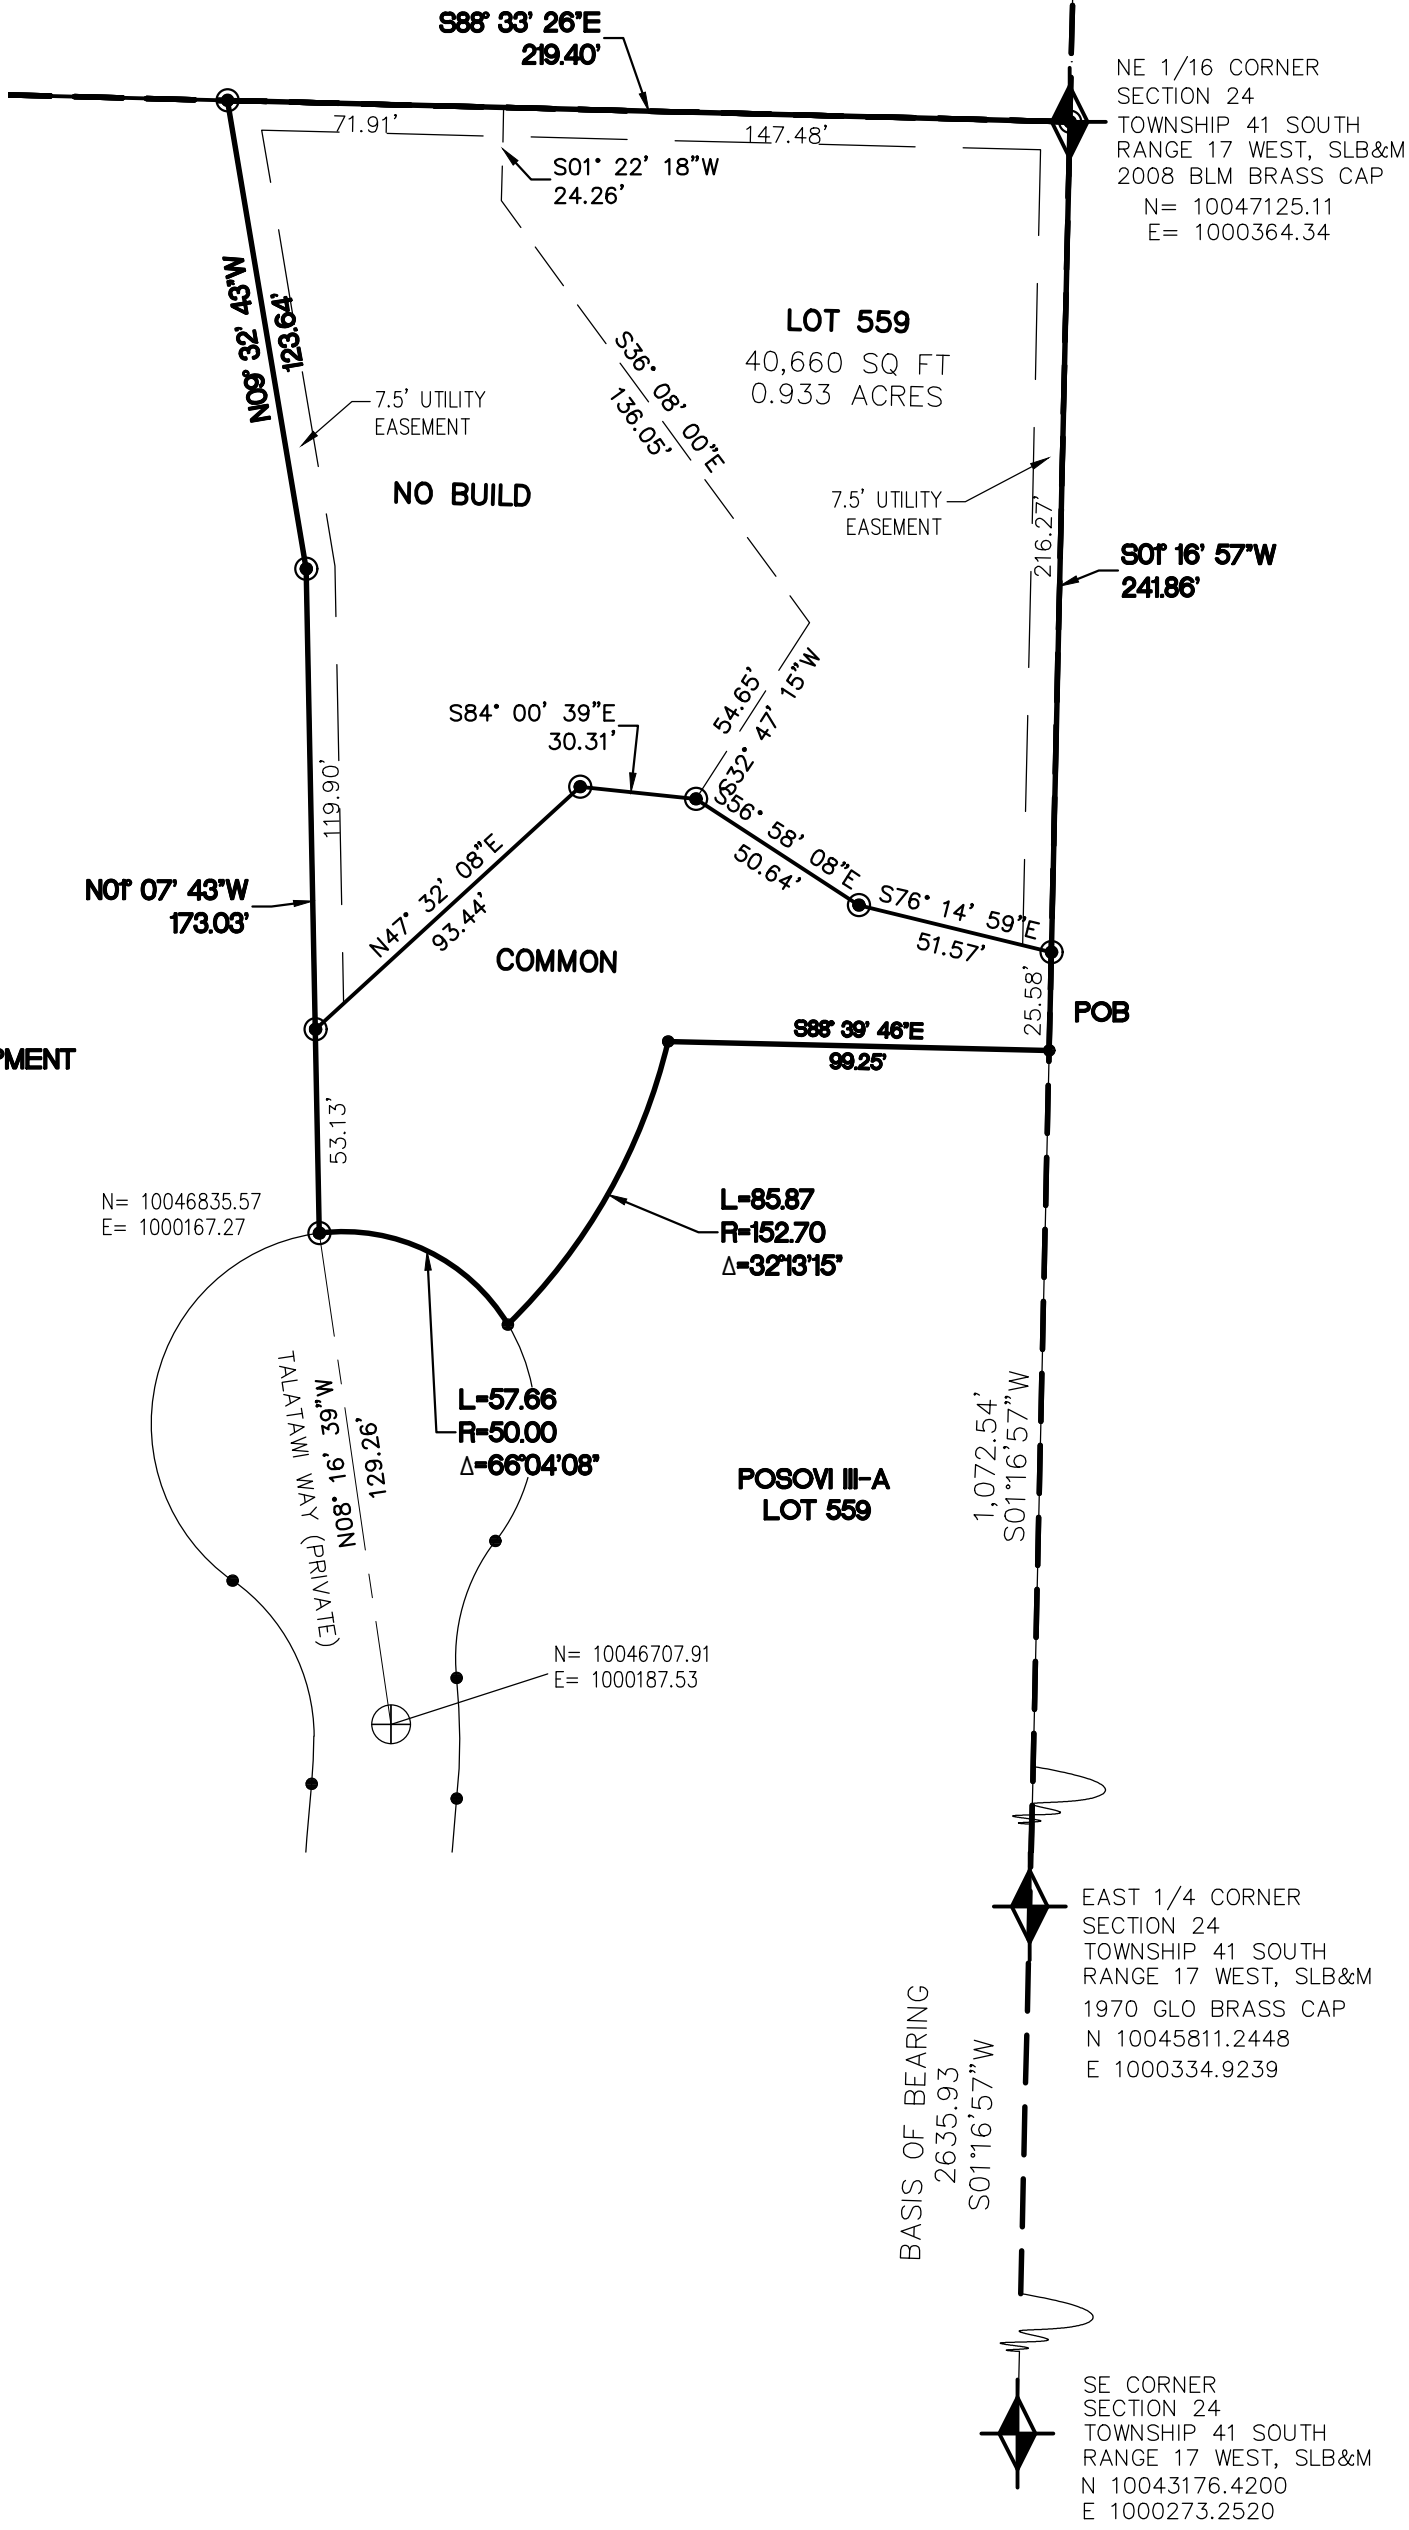 S88° 33' 26"E
219.40'
NE 1/16 CORNER
SECTION 24
TOWNSHIP 41 SOUTH
RANGE 17 WEST, SLB&M
2008 BLM BRASS CAP
N= 10047125.11
E= 1000364.34
71.91'
147.48'
S01° 22' 18"W
24.26'
N09° 32' 43"W
123.64'
LOT 559
40,660 SQ FT
0.933 ACRES
S36° 08' 00"E
136.05'
7.5' UTILITY
EASEMENT
NO BUILD
7.5' UTILITY
EASEMENT
216.27'
S01° 16' 57"W
241.86'
54.65'
S32° 47' 15"W
S84° 00' 39"E
30.31'
119.90'
S56° 58' 08"E
50.64'
N47° 32' 08"E
93.44'
S76° 14' 59"E
51.57'
N01° 07' 43"W
173.03'
COMMON
25.58'
POB
S88° 39' 46"E
99.25'
PMENT
53.13'
N= 10046835.57
E= 1000167.27
L=85.87
R=152.70
Δ=32°13'15"
L=57.66
R=50.00
Δ=66°04'08"
N08° 16' 39"W
129.26'
TALATAWI WAY (PRIVATE)
POSOVI III-A
LOT 559
1,072.54'
S01°16'57"W
N= 10046707.91
E= 1000187.53
EAST 1/4 CORNER
SECTION 24
TOWNSHIP 41 SOUTH
RANGE 17 WEST, SLB&M
1970 GLO BRASS CAP
N 10045811.2448
E 1000334.9239
BASIS OF BEARING
2635.93
S01°16'57"W
SE CORNER
SECTION 24
TOWNSHIP 41 SOUTH
RANGE 17 WEST, SLB&M
N 10043176.4200
E 1000273.2520